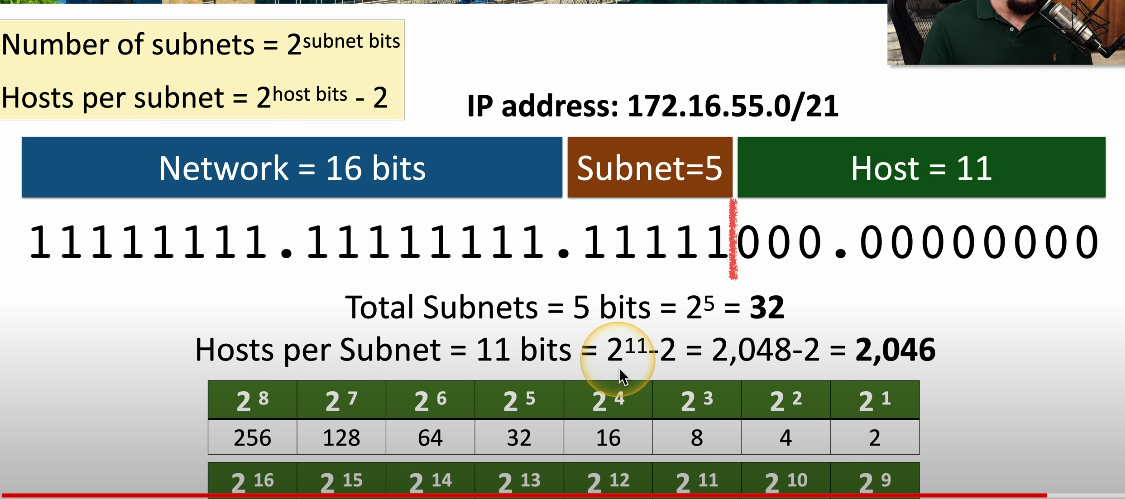 Number of subnets = 2^subnet bits
Hosts per subnet = 2^host bits - 2
IP address: 172.16.55.0/21
Network = 16 bits Subnet=5 Host = 11
11111111.11111111.11111000.00000000
Total Subnets = 5 bits = 2^5 = 32
Hosts per Subnet = 11 bits = 2^11-2 = 2,048-2 = 2,046
2^8 2^7 2^6 2^5 2^4 2^3 2^2 2^1
256 128 64 32 16 8 4 2
2^16 2^15 2^14 2^13 2^12 2^11 2^10 2^9